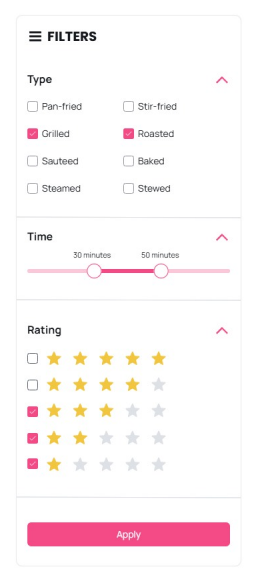 FILTERS
Type
Pan-fried Stir-fried
Grilled Roasted
Sauteed Baked
Steamed Stewed
Time
30 minutes 50 minutes
Rating
Apply